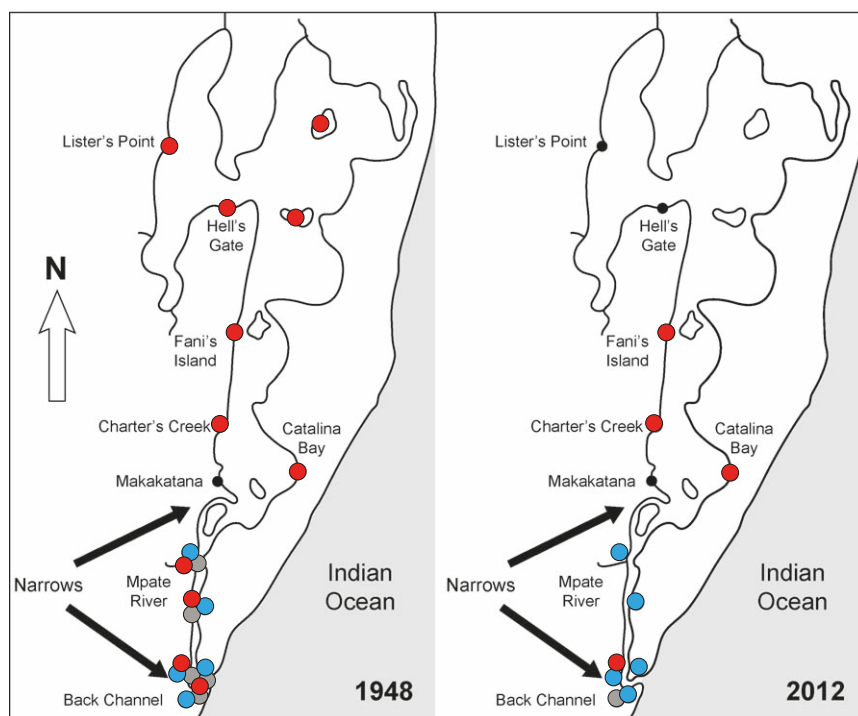 Lister's Point
Hell's
Gate
N
Fani's
Island
Charter's Creek
Catalina
Bay
Makakatana
Narrows
Mpate
River
Indian
Ocean
Back Channel
1948
Lister's Point
Hell's
Gate
Fani's
Island
Charter's Creek
Catalina
Bay
Makakatana
Narrows
Mpate
River
Indian
Ocean
Back Channel
2012